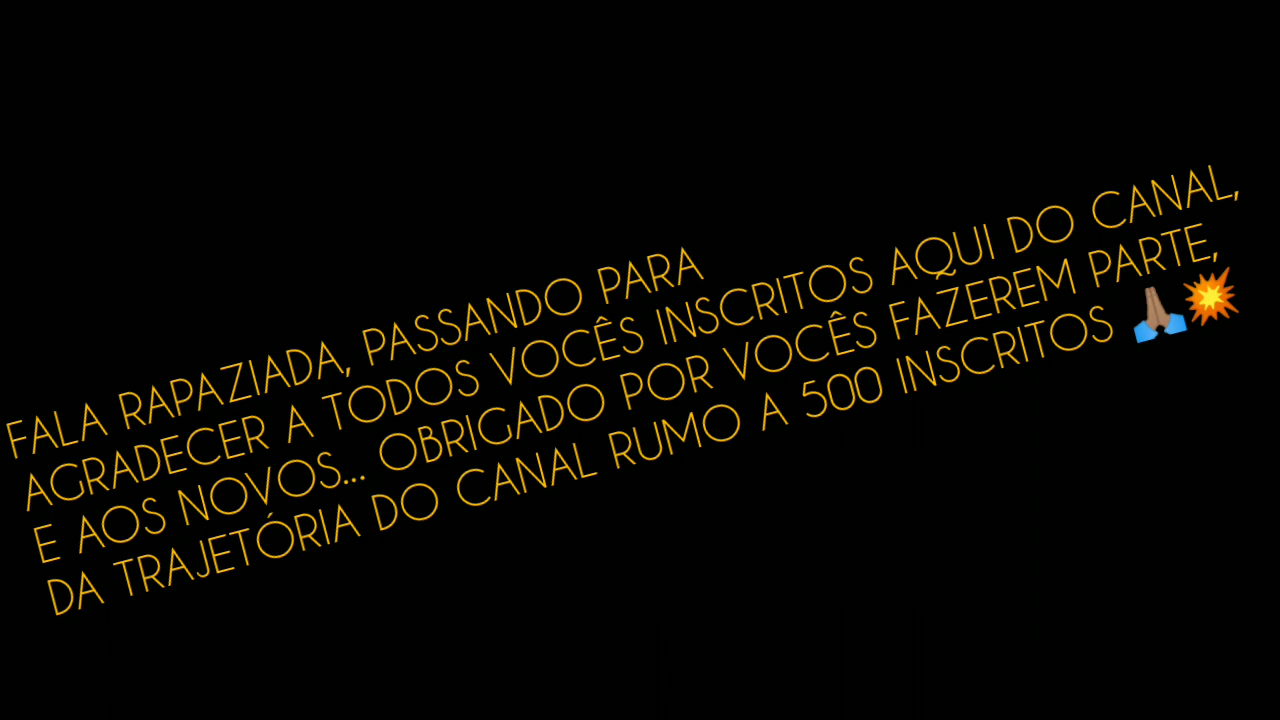 FALA RAPAZIADA, PASSANDO PARA
AGRADECER A TODOS VOCÊS INSCRITOS AQUI DO CANAL,
E AOS NOVOS... OBRIGADO POR VOCÊS FAZEREM PARTE,
DA TRAJETÓRIA DO CANAL RUMO A 500 INSCRITOS 🙏🏽💥